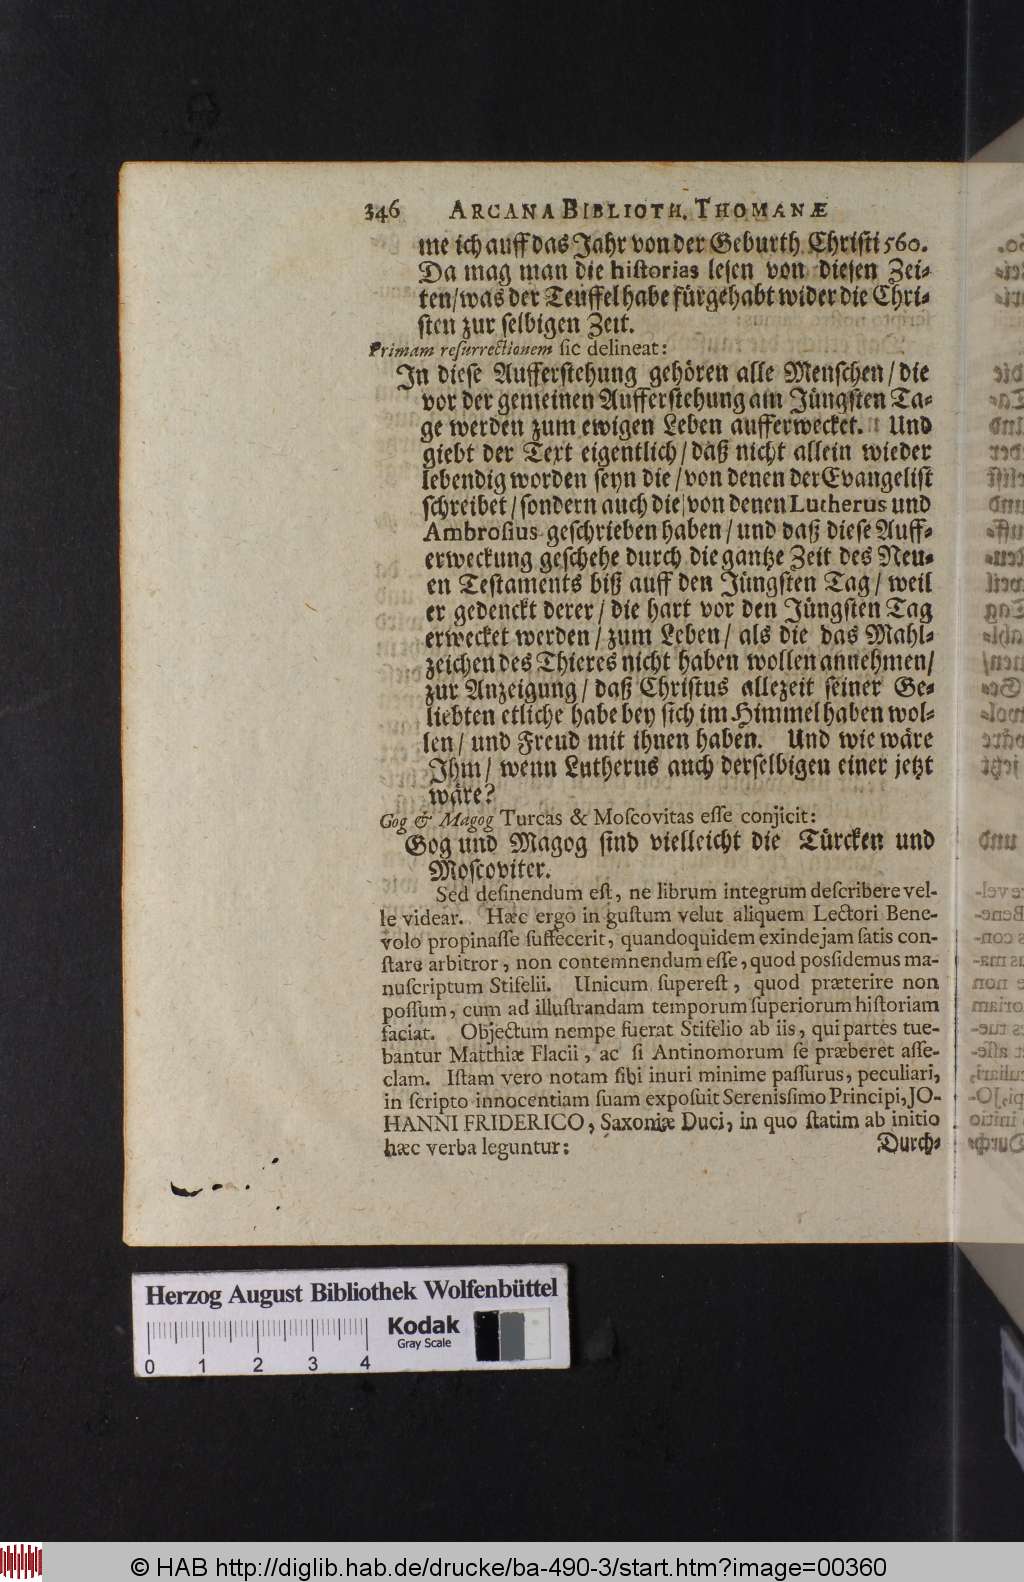 346 ARCANA BIBLIOTH. THOMANÆ
me ich auff das Jahr von der Geburth Christi 560.
Da mag man die historias lesen von diesen Zei-
ten/was der Teuffel habe fürgehabt wider die Chri-
sten zur selbigen Zeit.
Primam resurrectionem sic delineat:
In diese Aufferstehung gehören alle Menschen/die
vor der gemeinen Aufferstehung am Jüngsten Ta-
ge werden zum ewigen Leben aufferwecket. Und
giebt der Text eigentlich/daß nicht allein wieder
lebendig worden seyn die/von denen der Evangelist
schreibet/sondern auch die/von denen Lutherus und
Ambrosius geschrieben haben/und daß diese Auff-
erweckung geschehe durch die gantze Zeit des Neu-
en Testaments biß auff den Jüngsten Tag/weil
er gedenckt derer/die hart vor den Jüngsten Tag
erwecket werden/zum Leben/als die das Mahl-
zeichen des Thieres nicht haben wollen annehmen/
zur Anzeigung/daß Christus allezeit seiner Ge-
liebten etliche habe bey sich im Himmel haben wol-
len/und Freud mit ihnen haben. Und wie wäre
Ihm/wenn Lutherus auch derselbigen einer jetzt
wäre?
Gog & Magog Turcas & Moscovitas esse conjicit:
Gog und Magog sind vielleicht die Türcken und
Moscoviter.
Sed desinendum est, ne librum integrum describere vel-
le videar. Hæc ergo in gustum velut aliquem Lectori Bene-
volo propinasse suffecerit, quandoquidem exinde jam satis con-
stare arbitror, non contemnendum esse, quod possidemus ma-
nuscriptum Stifelii. Unicum superest, quod præterire non
possum, cum ad illustrandam temporum superiorum historiam
faciat. Objectum nempe fuerat Stifelio ab iis, qui partes tue-
bantur Matthiæ Flacii, ac si Antinomorum se præberet asse-
clam. Istam vero notam sibi inuri minime passurus, peculiari,
in scripto innocentiam suam exposuit Serenissimo Principi, JO-
HANNI FRIDERICO, Saxoniæ Duci, in quo statim ab initio
hæc verba leguntur: Durch-
Herzog August Bibliothek Wolfenbüttel
Kodak
Gray Scale
0 1 2 3 4
© HAB http://diglib.hab.de/drucke/ba-490-3/start.htm?image=00360